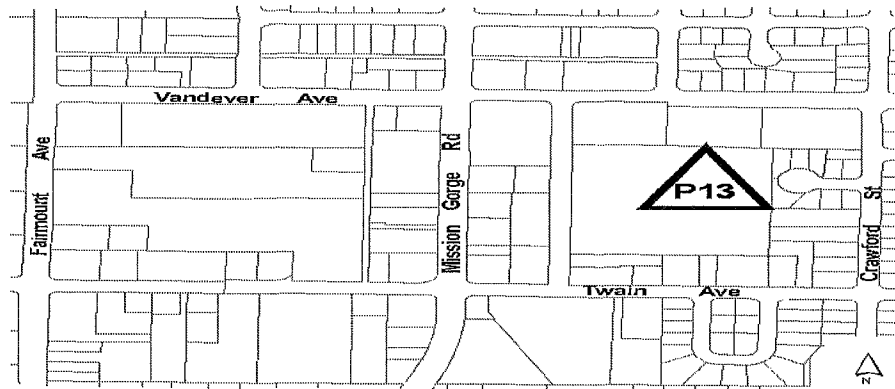 Vandever Ave
Fairmount Ave
Mission Gorge Rd
P13
Crawford St
Twain Ave
N